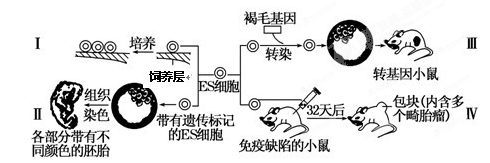 褐毛基因
Ⅰ
培养
转染
Ⅲ
饲养层
ES细胞
转基因小鼠
组织
染色
32天后
包块(内含多
个畸胎瘤)
Ⅱ
带有遗传标记
的ES细胞
Ⅳ
各部分带有不
同颜色的胚胎
免疫缺陷的小鼠